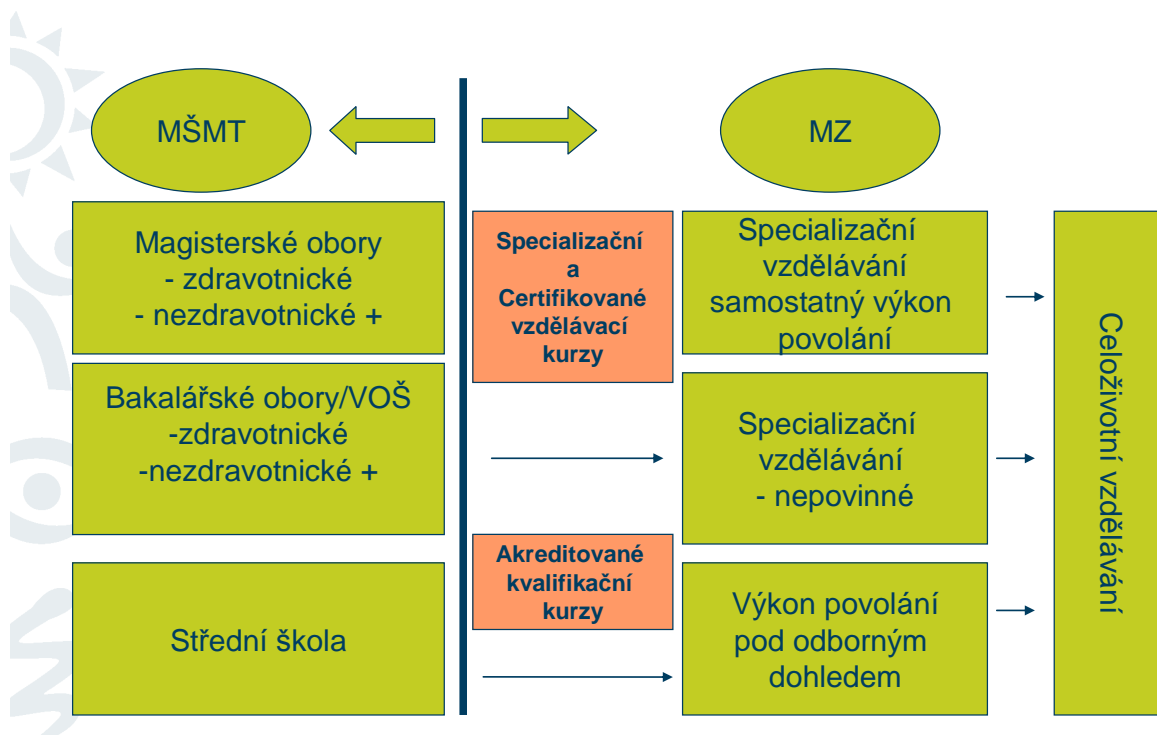 MŠMT
MZ
Magisterské obory
- zdravotnické
- nezdravotnické +
Specializační
a
Certifikované
vzdělávací
kurzy
Specializační
vzdělávání
samostatný výkon
povolání
Bakalářské obory/VOŠ
-zdravotnické
-nezdravotnické +
Specializační
vzdělávání
- nepovinné
Akreditované
kvalifikační
kurzy
Střední škola
Výkon povolání
pod odborným
dohledem
Celoživotní vzdělávání